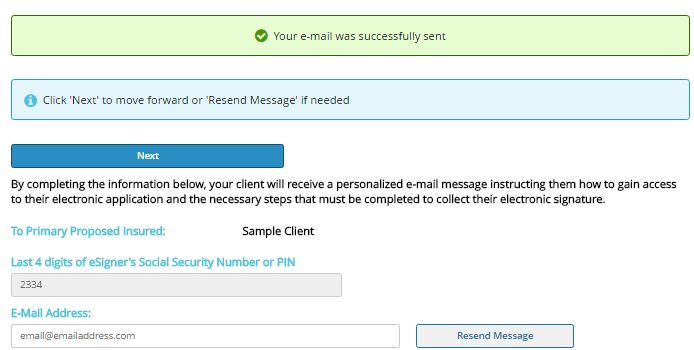 Your e-mail was successfully sent
Click 'Next' to move forward or 'Resend Message' if needed
Next
By completing the information below, your client will receive a personalized e-mail message instructing them how to gain access
to their electronic application and the necessary steps that must be completed to collect their electronic signature.
To Primary Proposed Insured: Sample Client
Last 4 digits of eSigner's Social Security Number or PIN
2334
E-Mail Address:
email@emailaddress.com Resend Message